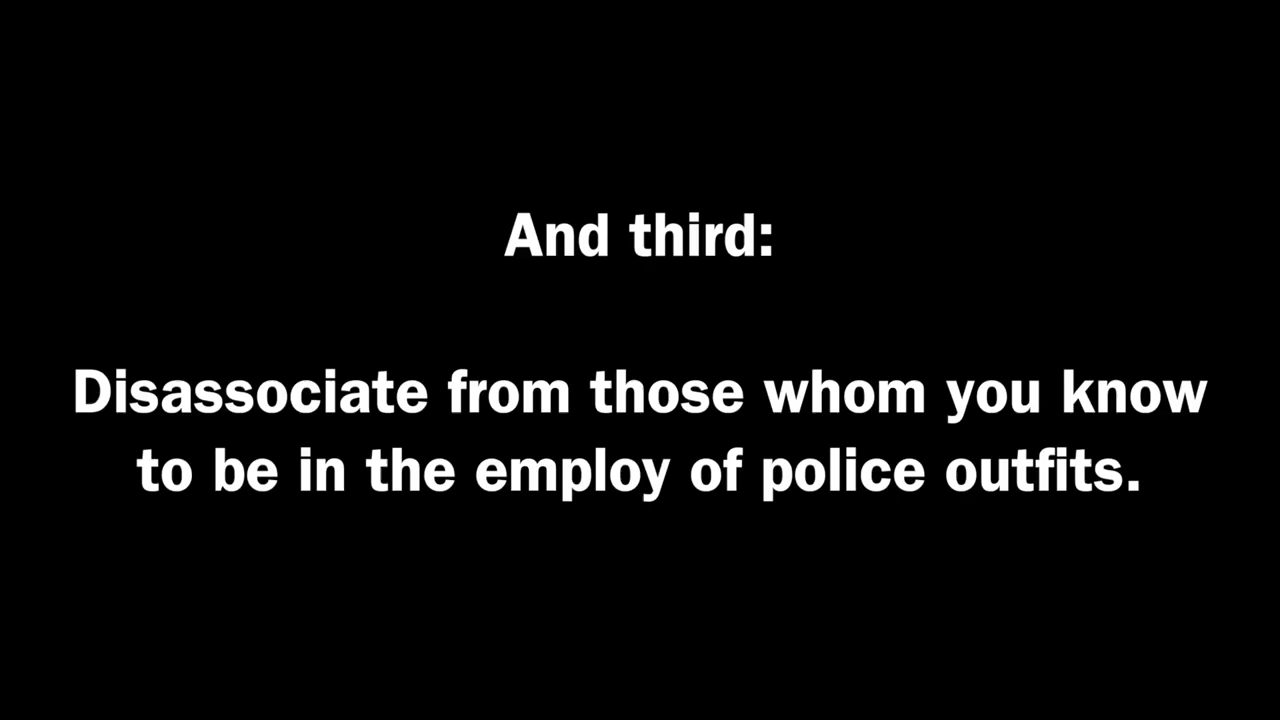 And third:
Disassociate from those whom you know
to be in the employ of police outfits.